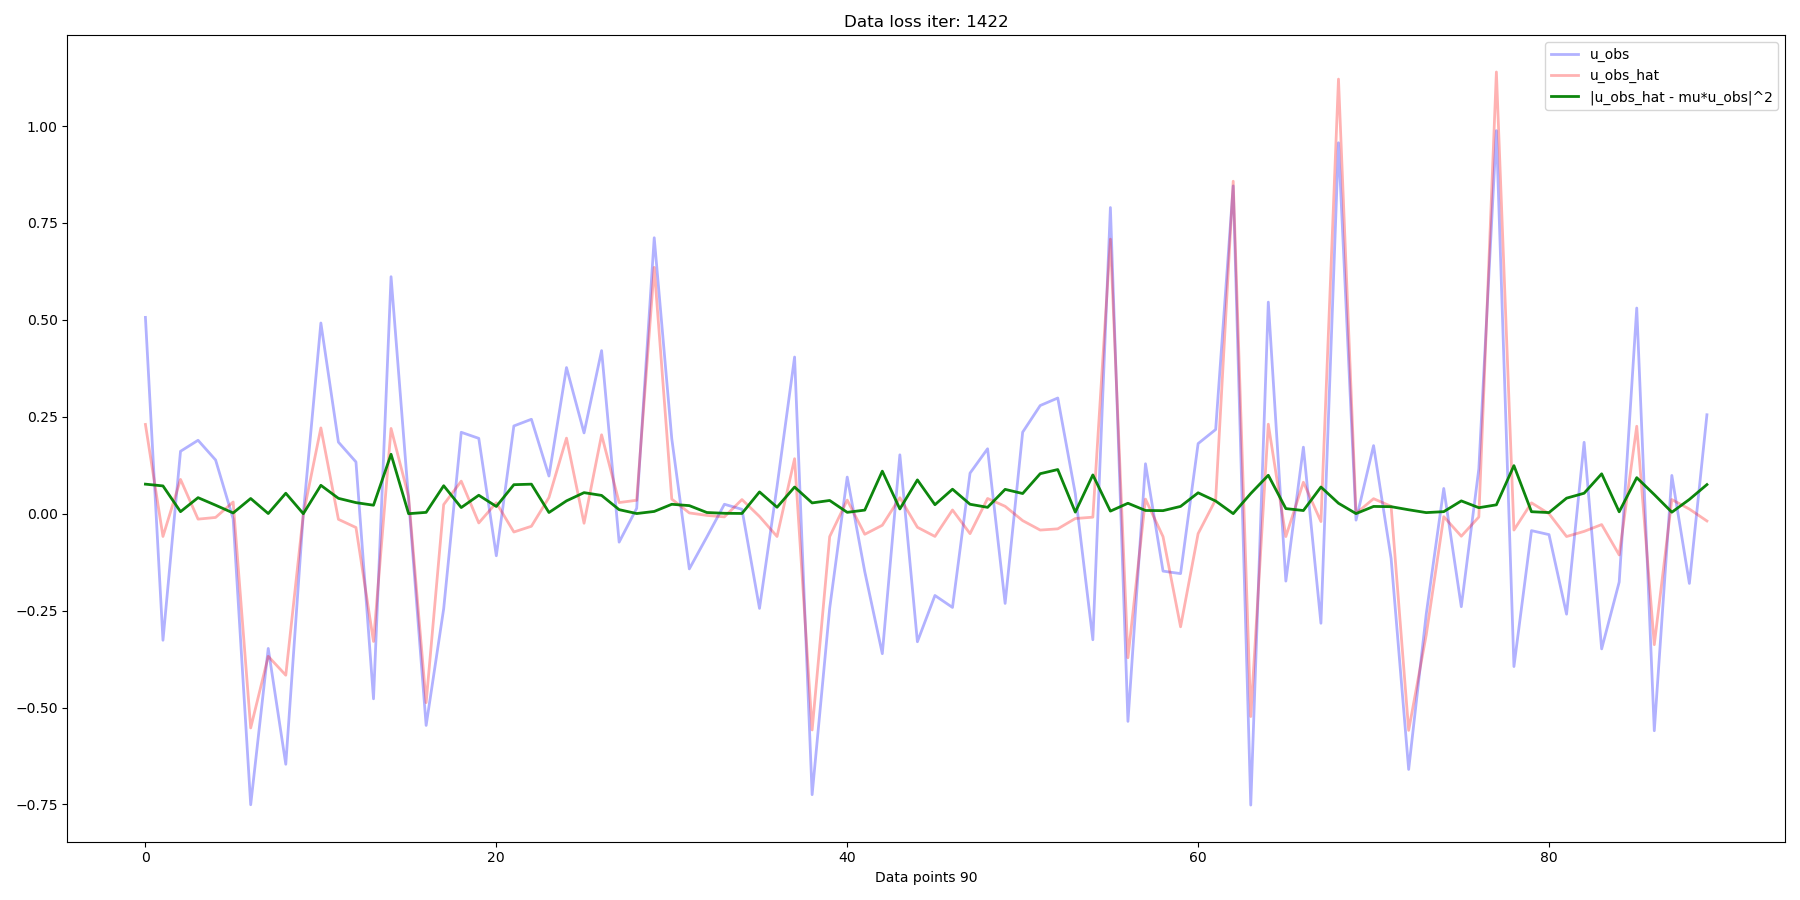 Data loss iter: 1422
u_obs
u_obs_hat
|u_obs_hat - mu*u_obs|^2
1.00
0.75
0.50
0.25
0.00
−0.25
−0.50
−0.75
0 20 40 60 80
Data points 90